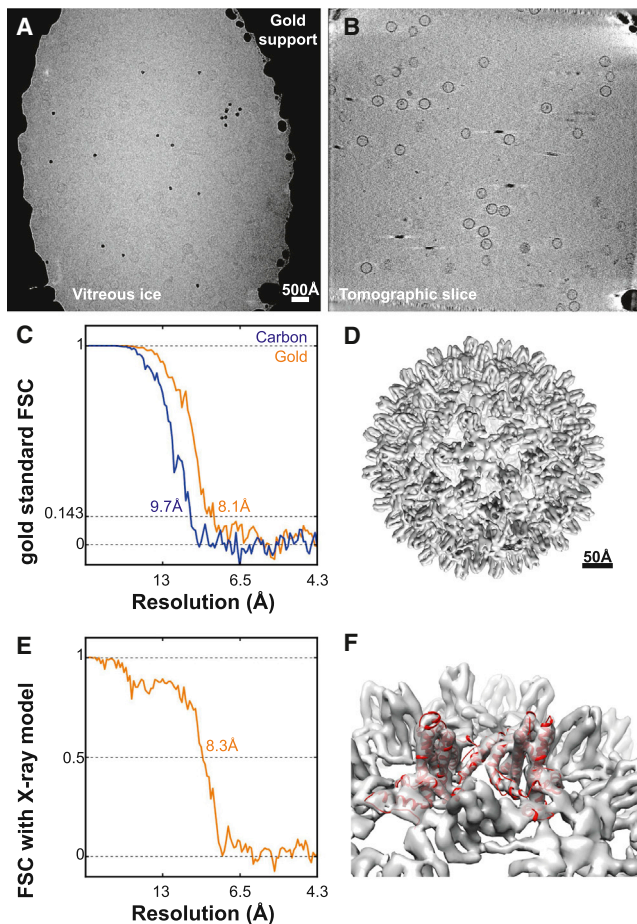 A
Gold
support
Vitreous ice
500Å
B
Tomographic slice
C
gold standard FSC
1
0.143
0
Carbon
Gold
9.7Å
8.1Å
13
6.5
4.3
Resolution (Å)
D
50Å
E
FSC with X-ray model
1
0.5
0
8.3Å
13
6.5
4.3
Resolution (Å)
F